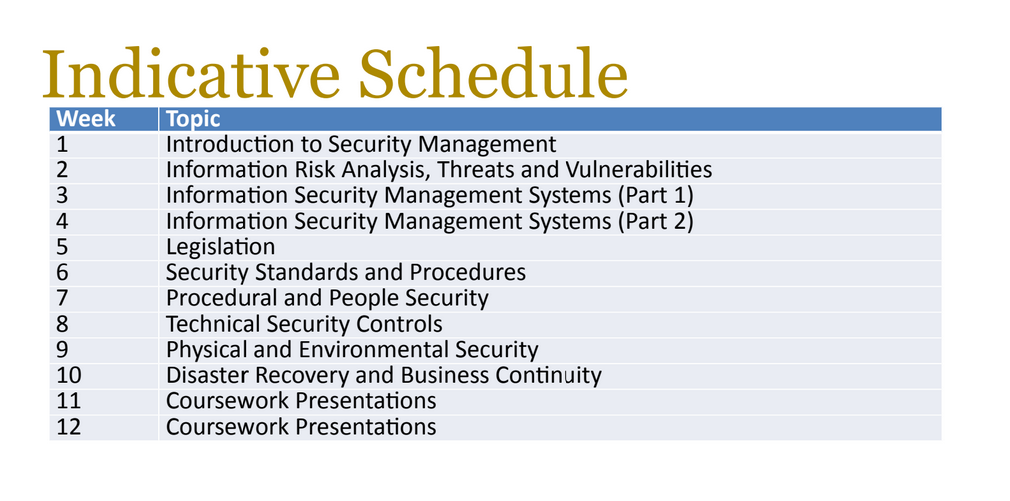 Indicative Schedule
Week Topic
1 Introduction to Security Management
2 Information Risk Analysis, Threats and Vulnerabilities
3 Information Security Management Systems (Part 1)
4 Information Security Management Systems (Part 2)
5 Legislation
6 Security Standards and Procedures
7 Procedural and People Security
8 Technical Security Controls
9 Physical and Environmental Security
10 Disaster Recovery and Business Continuity
11 Coursework Presentations
12 Coursework Presentations